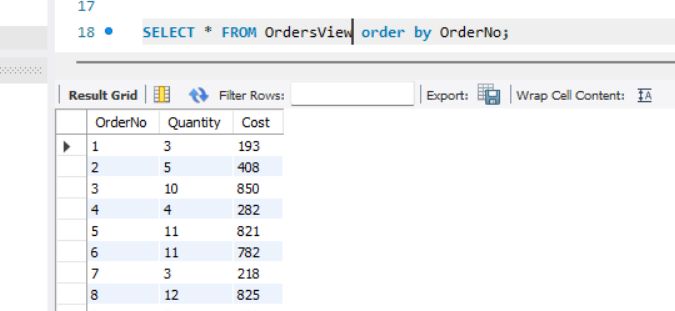 17
18 SELECT * FROM OrdersView order by OrderNo;
Result Grid Filter Rows: Export: Wrap Cell Content: IA
OrderNo Quantity Cost
1 3 193
2 5 408
3 10 850
4 4 282
5 11 821
6 11 782
7 3 218
8 12 825